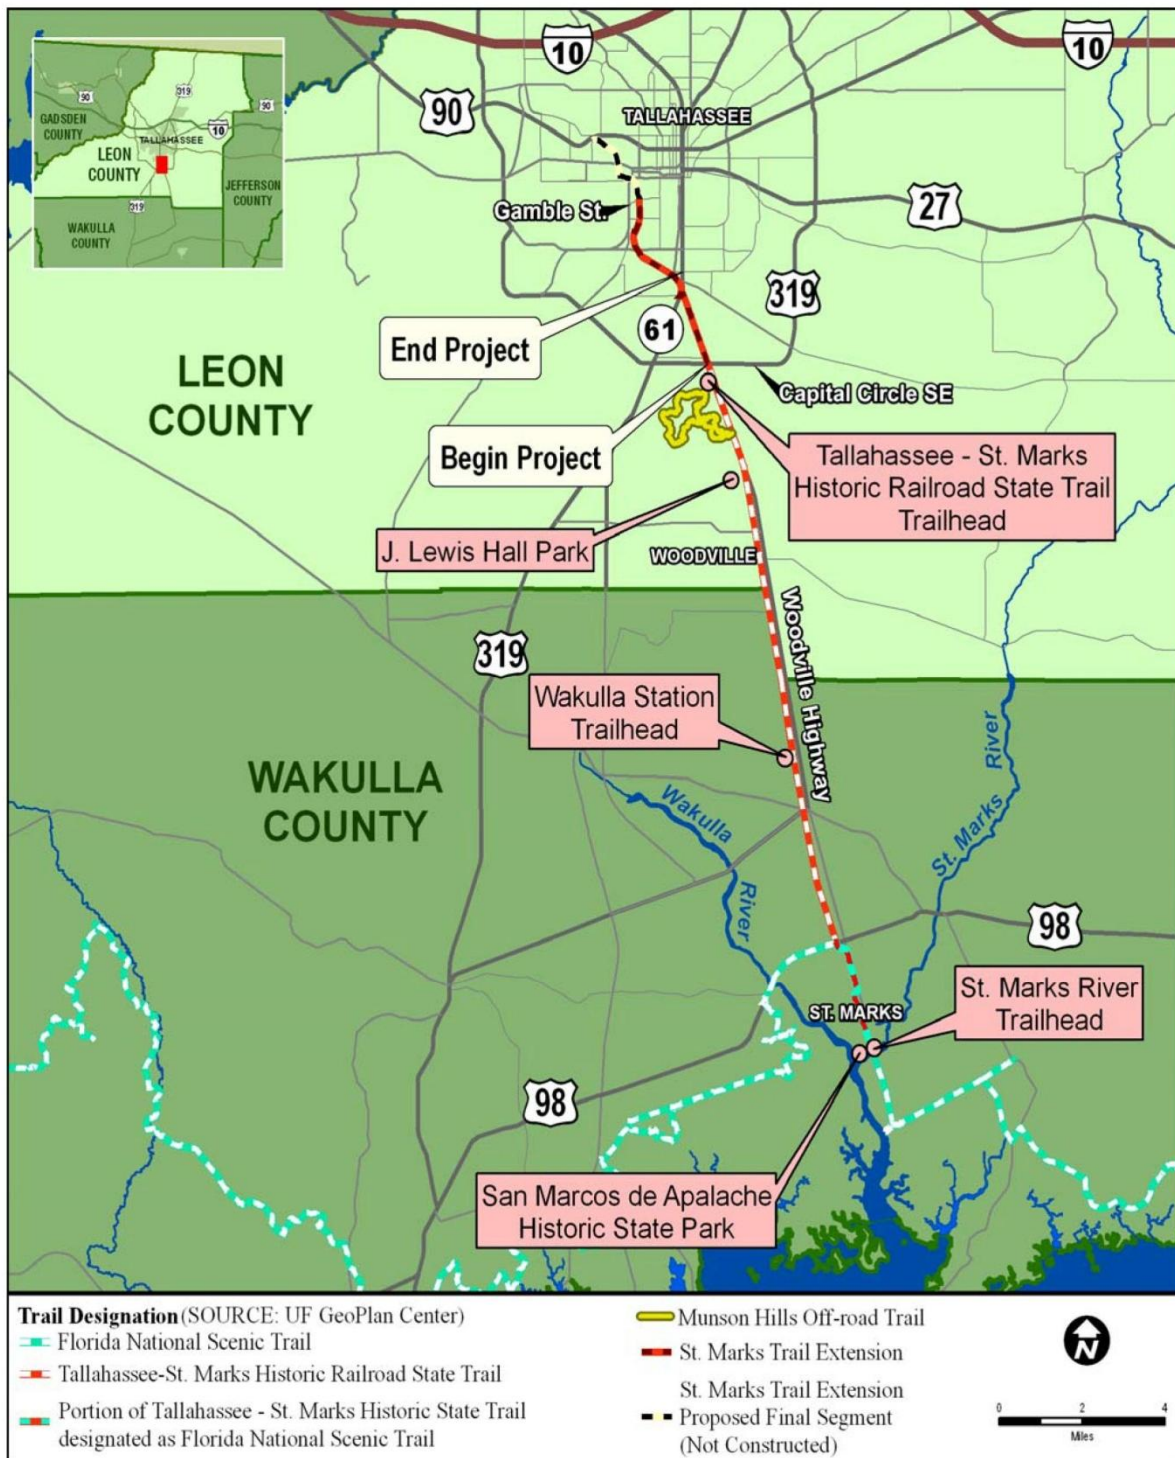 10
10
90
319
90
GADSDEN
COUNTY
10
TALLAHASSEE
LEON
COUNTY
JEFFERSON
COUNTY
319
WAKULLA
COUNTY
90
TALLAHASSEE
Gamble St.
27
319
61
End Project
LEON
COUNTY
Capital Circle SE
Begin Project
Tallahassee - St. Marks
Historic Railroad State Trail
Trailhead
J. Lewis Hall Park
WOODVILLE
Woodville Highway
319
Wakulla Station
Trailhead
St. Marks River
WAKULLA
COUNTY
Wakulla River
98
St. Marks River
Trailhead
ST. MARKS
98
San Marcos de Apalache
Historic State Park
Trail Designation (SOURCE: UF GeoPlan Center)
Florida National Scenic Trail
Tallahassee-St. Marks Historic Railroad State Trail
Portion of Tallahassee - St. Marks Historic State Trail
designated as Florida National Scenic Trail
Munson Hills Off-road Trail
St. Marks Trail Extension
St. Marks Trail Extension
Proposed Final Segment
(Not Constructed)
N
0 2 4
Miles